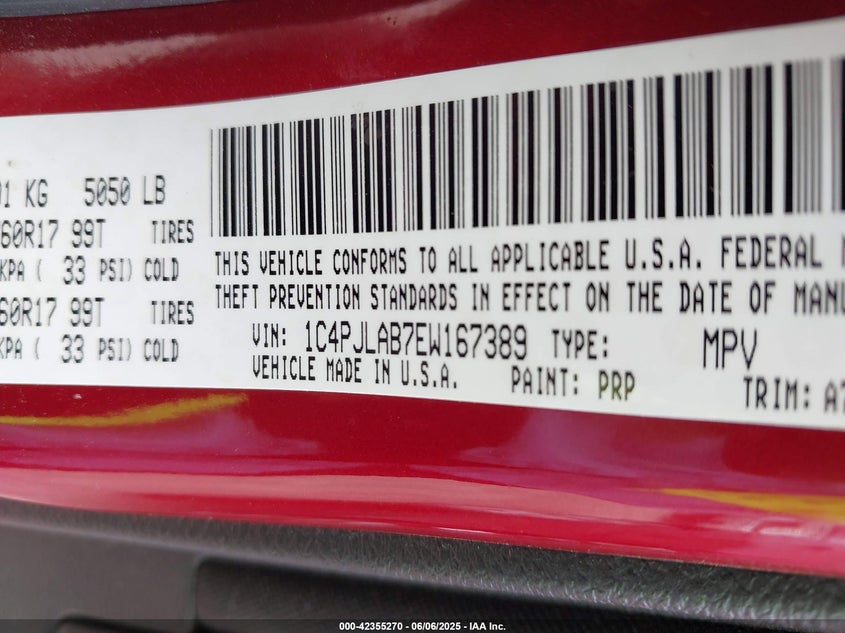 01 KG 5050 LB
60R17 99T TIRES
KPA ( 33 PSI) COLD
60R17 99T TIRES
KPA ( 33 PSI) COLD
THIS VEHICLE CONFORMS TO ALL APPLICABLE U.S.A. FEDERAL
THEFT PREVENTION STANDARDS IN EFFECT ON THE DATE OF MANU
VIN: 1C4PJLAB7EW167389 TYPE: MPV
VEHICLE MADE IN U.S.A. PAINT: PRP TRIM: A7
000-42355270 - 06/06/2025 - IAA Inc.